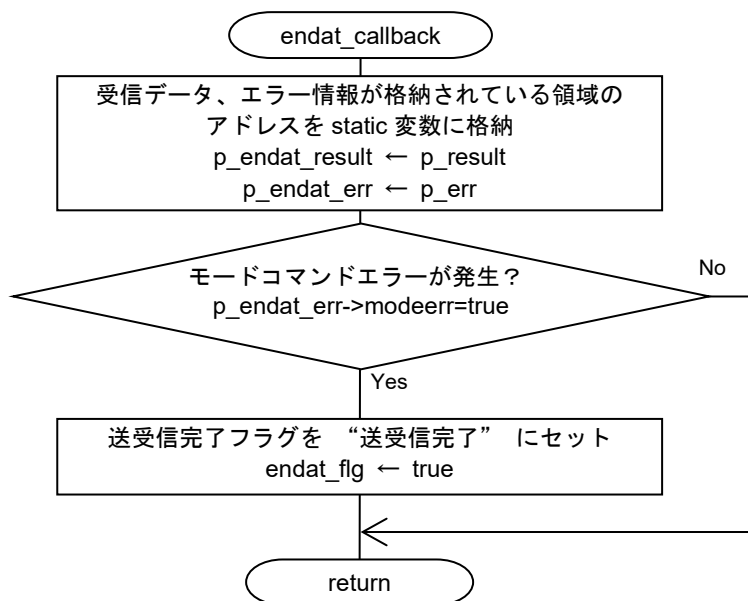 endat_callback
受信データ、エラー情報が格納されている領域の
アドレスを static 変数に格納
p_endat_result ← p_result
p_endat_err ← p_err
モードコマンドエラーが発生？
p_endat_err->modeerr=true
No
Yes
送受信完了フラグを “送受信完了” にセット
endat_flg ← true
return